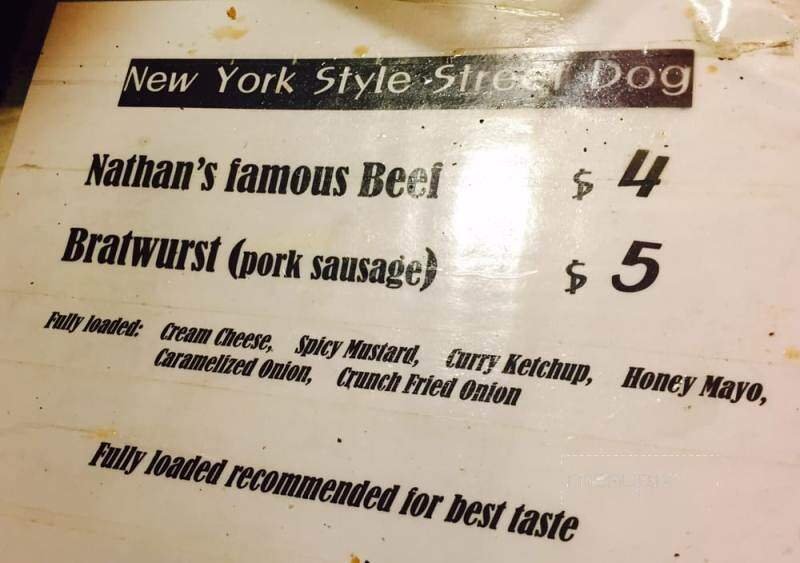 New York Style Street Dog
Nathan's famous Beef $ 4
Bratwurst (pork sausage) $ 5
Fully loaded: Cream Cheese, Spicy Mustard, Curry Ketchup, Honey Mayo,
Caramelized Onion, Crunch Fried Onion
Fully loaded recommended for best taste